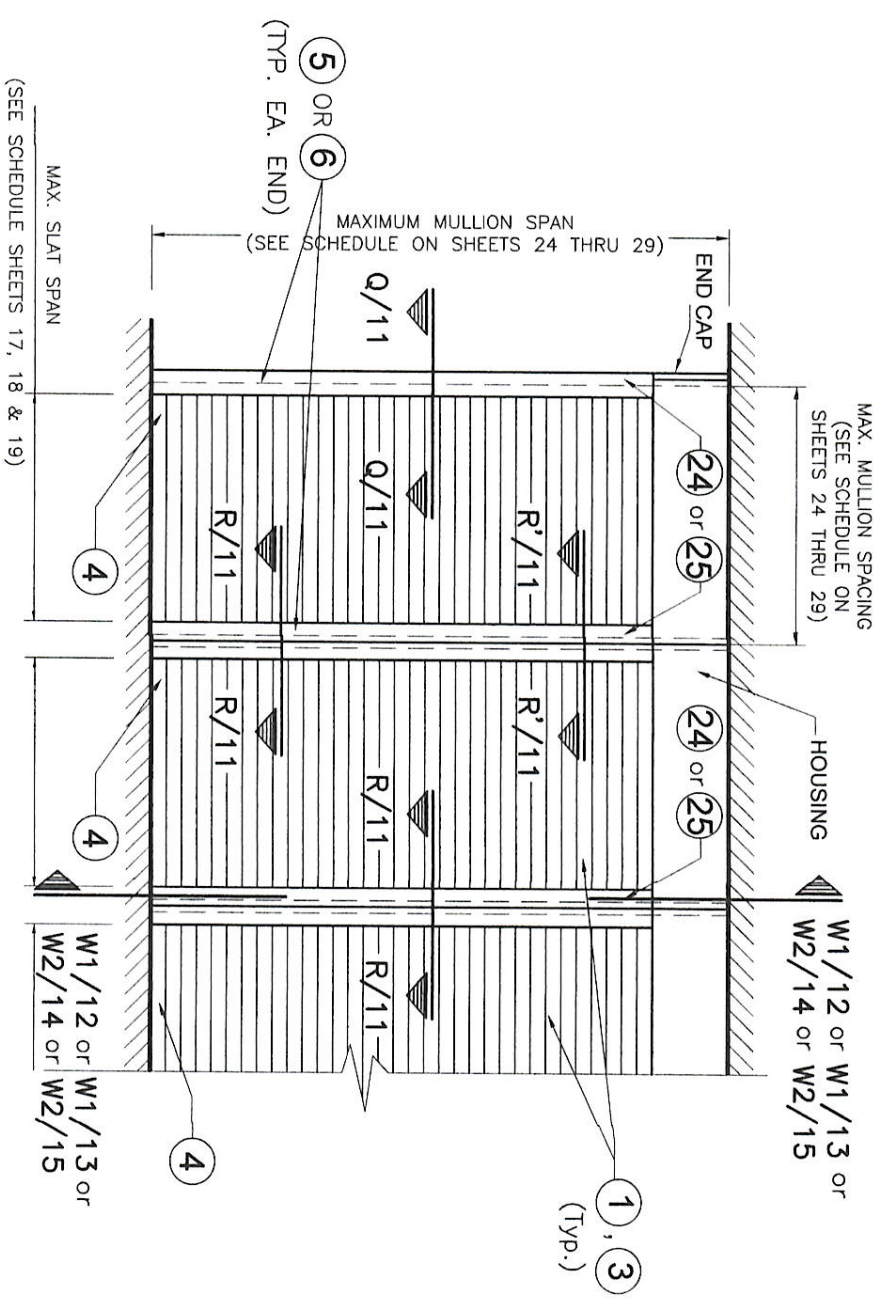 MAX. MULLION SPACING
(SEE SCHEDULE ON
SHEETS 24 THRU 29)
HOUSING
W1/12 or W1/13 or
W2/14 or W2/15
END CAP
24 or 25
24 or 25
1, 3
(Typ.)
MAXIMUM MULLION SPAN
(SEE SCHEDULE ON SHEETS 24 THRU 29)
R'/11
R'/11
Q/11
Q/11
R/11
R/11
R/11
R/11
5 OR 6
(TYP. EA. END)
4
4
4
MAX. SLAT SPAN
(SEE SCHEDULE SHEETS 17, 18 & 19)
W1/12 or W1/13 or
W2/14 or W2/15